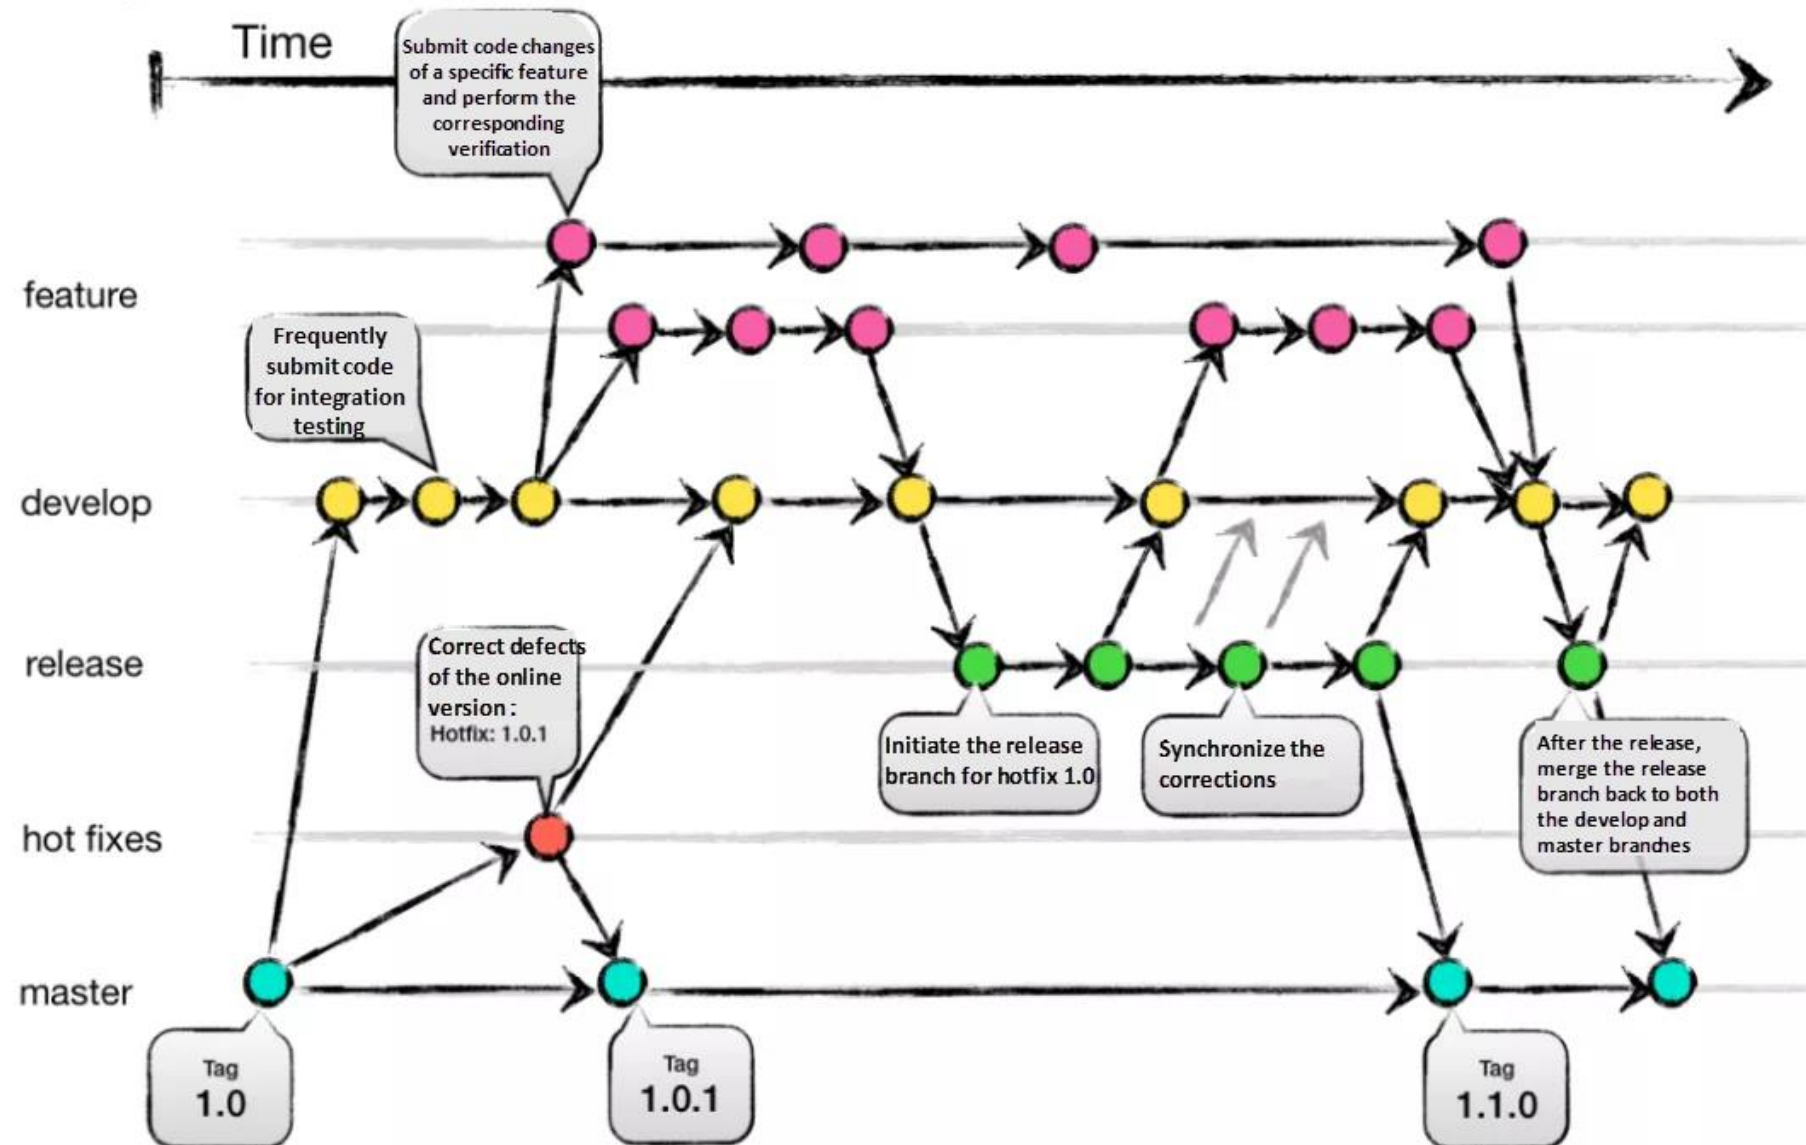 Time
Submit code changes
of a specific feature
and perform the
corresponding
verification
feature
Frequently
submit code
for integration
testing
develop
release
Correct defects
of the online
version :
Hotfix: 1.0.1
Initiate the release
branch for hotfix 1.0
Synchronize the
corrections
After the release,
merge the release
branch back to both
the develop and
master branches
hot fixes
master
Tag
1.0
Tag
1.0.1
Tag
1.1.0